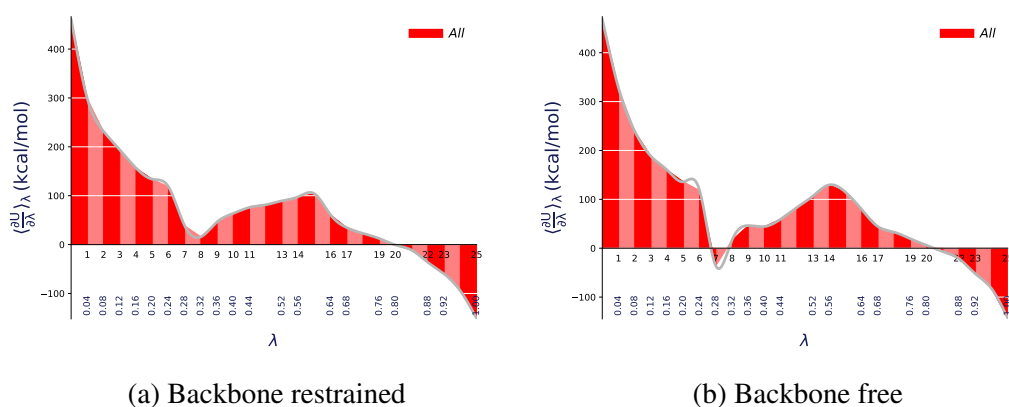 All
400
300
200
100
0
−100
⟨∂U/∂λ⟩λ (kcal/mol)
1 2 3 4 5 6 7 8 9 10 11 13 14 16 17 19 20 22 23 25
0.04 0.08 0.12 0.16 0.20 0.24 0.28 0.32 0.36 0.40 0.44 0.52 0.56 0.64 0.68 0.76 0.80 0.88 0.92 1.00
λ
(a) Backbone restrained
All
400
300
200
100
0
−100
⟨∂U/∂λ⟩λ (kcal/mol)
1 2 3 4 5 6 7 8 9 10 11 13 14 16 17 19 20 22 23 25
0.04 0.08 0.12 0.16 0.20 0.24 0.28 0.32 0.36 0.40 0.44 0.52 0.56 0.64 0.68 0.76 0.80 0.88 0.92 1.00
λ
(b) Backbone free